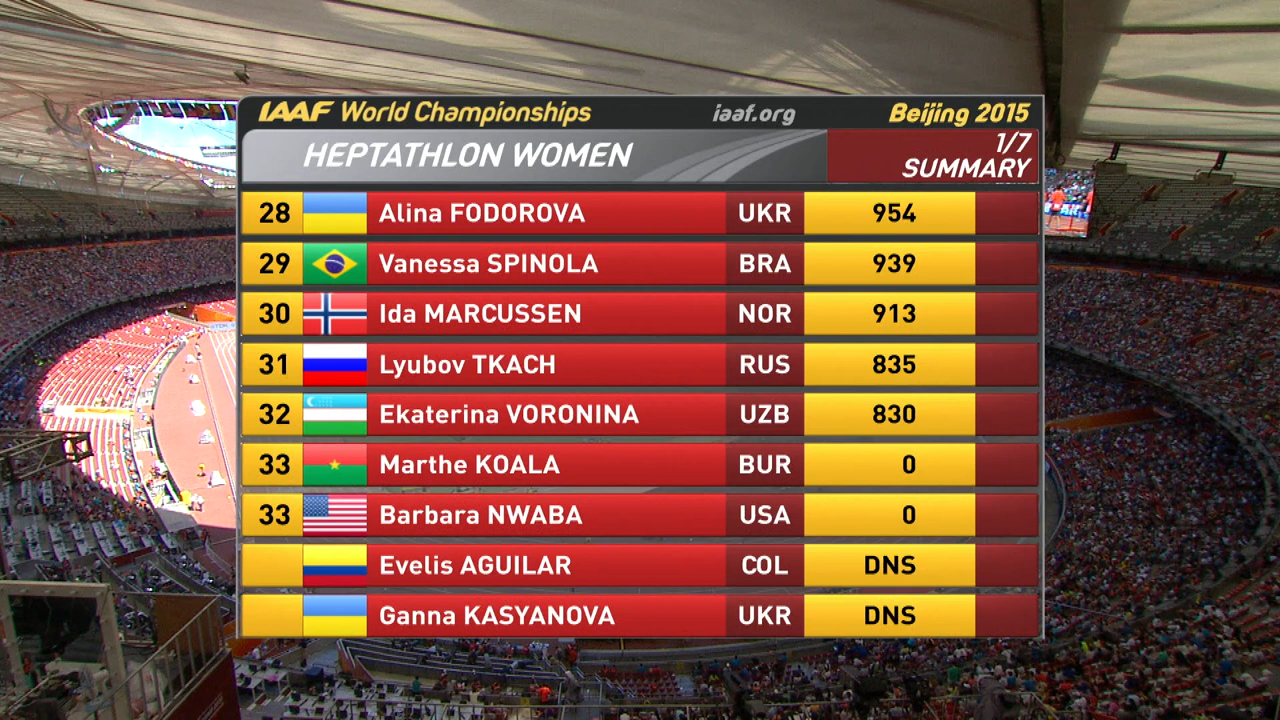 IAAF World Championships iaaf.org Beijing 2015
HEPTATHLON WOMEN 1/7 SUMMARY
28 Alina FODOROVA UKR 954
29 Vanessa SPINOLA BRA 939
30 Ida MARCUSSEN NOR 913
31 Lyubov TKACH RUS 835
32 Ekaterina VORONINA UZB 830
33 Marthe KOALA BUR 0
33 Barbara NWABA USA 0
Evelis AGUILAR COL DNS
Ganna KASYANOVA UKR DNS